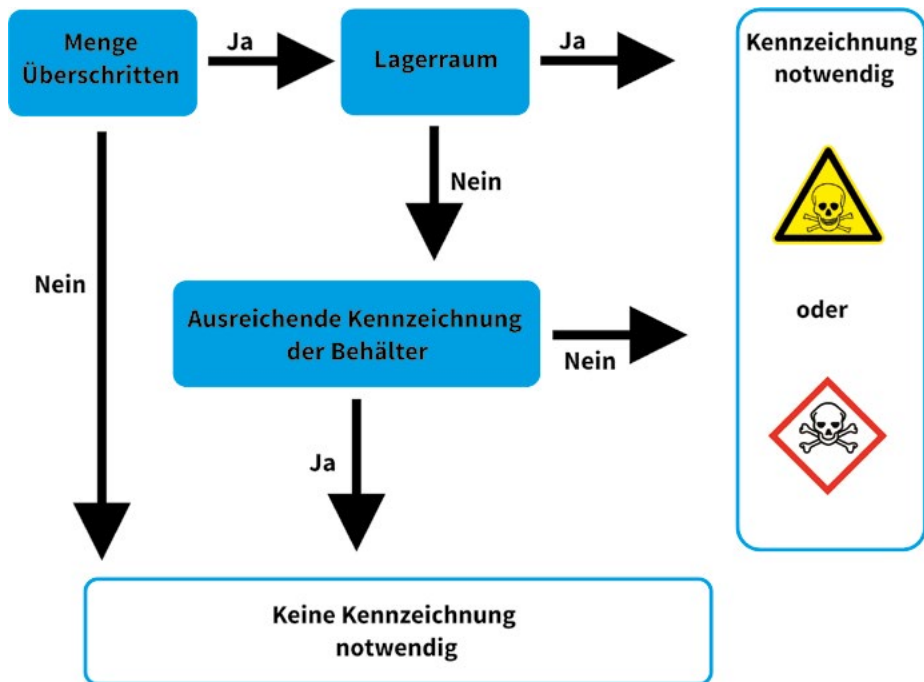 Menge
Überschritten
Ja
Lagerraum
Ja
Kennzeichnung
notwendig
Nein
Nein
Ausreichende Kennzeichnung
der Behälter
Nein
oder
Ja
Keine Kennzeichnung
notwendig